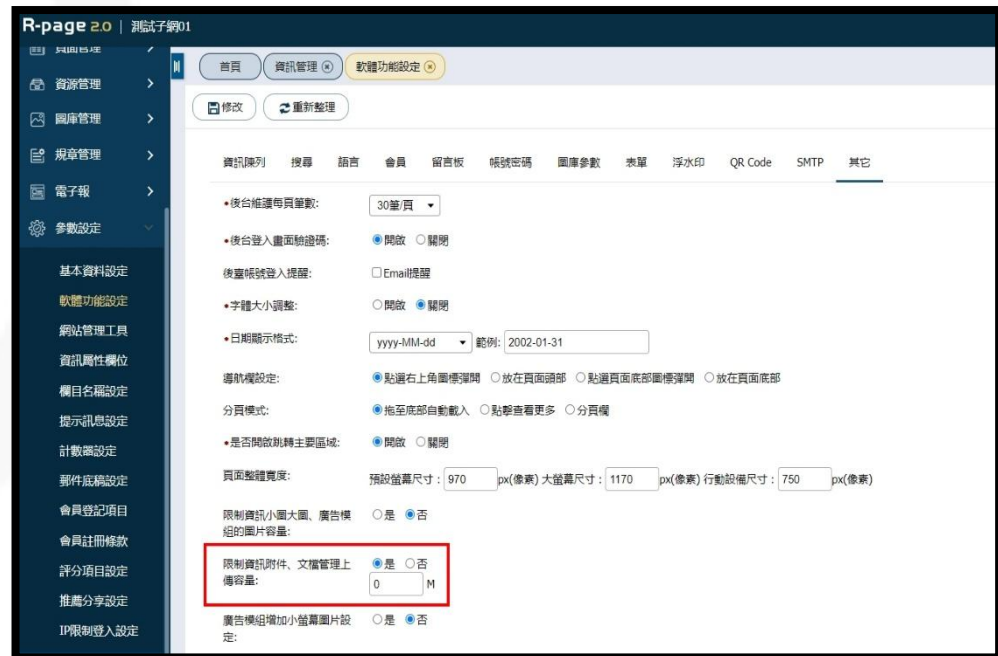 R-page 2.0 | 測試子網01
頁面管理
資源管理
圖庫管理
規章管理
電子報
參數設定
基本資料設定
軟體功能設定
網站管理工具
資訊屬性欄位
欄目名稱設定
提示訊息設定
計數器設定
郵件底稿設定
會員登記項目
會員註冊條款
評分項目設定
推薦分享設定
IP限制登入設定
首頁 資訊管理 軟體功能設定
修改 重新整理
資訊陳列 搜尋 語言 會員 留言板 帳號密碼 圖庫參數 表單 浮水印 QR Code SMTP 其它
•後台維護每頁筆數: 30筆/頁
•後台登入畫面驗證碼: 開啟 關閉
後臺帳號登入提醒: Email提醒
•字體大小調整: 開啟 關閉
•日期顯示格式: yyyy-MM-dd 範例: 2002-01-31
導航欄設定: 點選右上角圖標彈開 放在頁面頭部 點選頁面底部圖標彈開 放在頁面底部
分頁模式: 拖至底部自動載入 點擊查看更多 分頁欄
•是否開啟跳轉主要區域: 開啟 關閉
頁面整體寬度: 預設螢幕尺寸：970 px(像素) 大螢幕尺寸：1170 px(像素) 行動設備尺寸：750 px(像素)
限制資訊小圖大圖、廣告模 是 否
組的圖片容量:
限制資訊附件、文檔管理上 是 否
傳容量: 0 M
廣告模組增加小螢幕圖片設 是 否
定: